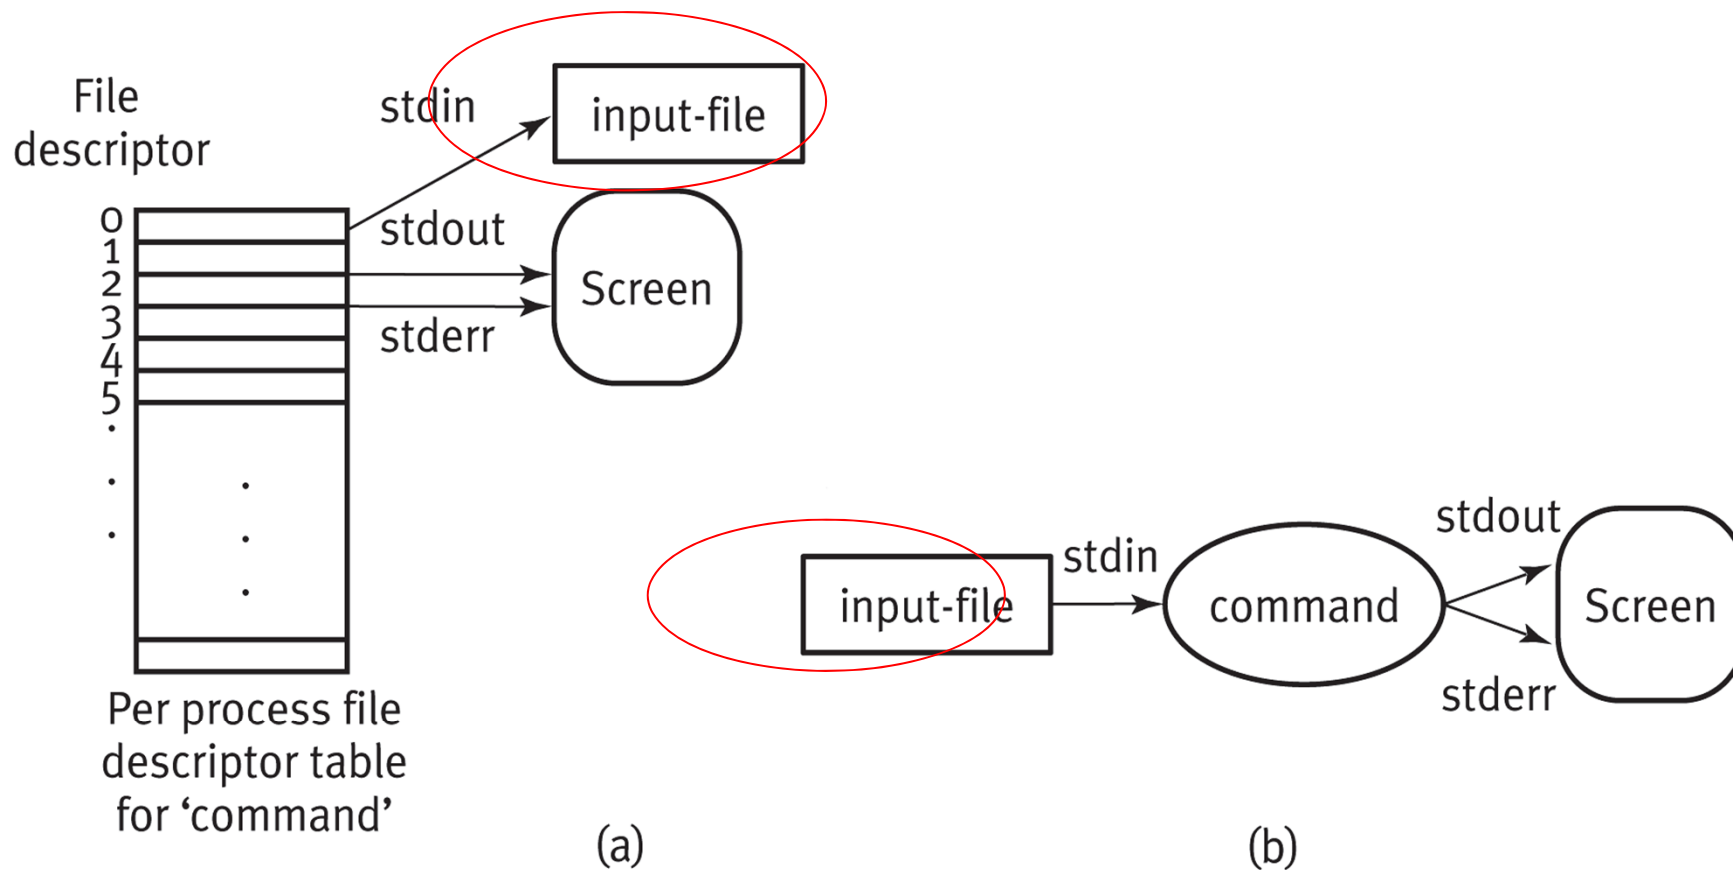 File
descriptor
stdin
input-file
0
1
2
3
4
5
stdout
Screen
stderr
Per process file
descriptor table
for ‘command’
(a)
input-file
stdin
command
stdout
Screen
stderr
(b)